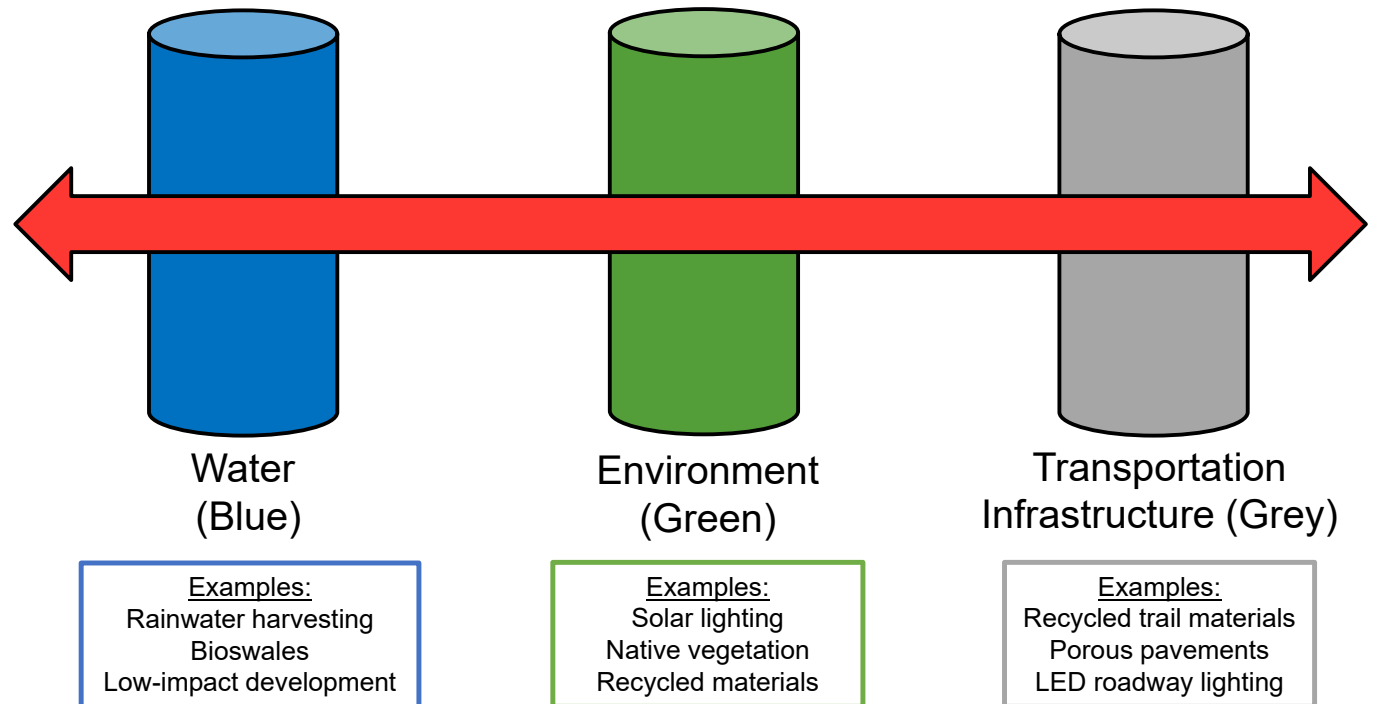 Water
(Blue)
Environment
(Green)
Transportation
Infrastructure (Grey)
Examples:
Rainwater harvesting
Bioswales
Low-impact development
Examples:
Solar lighting
Native vegetation
Recycled materials
Examples:
Recycled trail materials
Porous pavements
LED roadway lighting